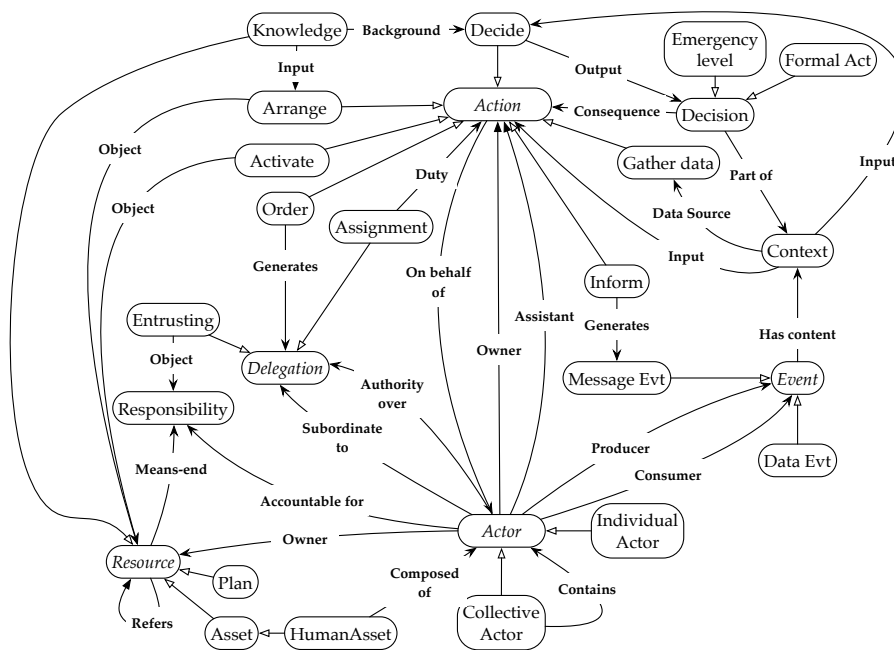 Knowledge
Background
Decide
Emergency
level
Formal Act
Input
Output
Arrange
Action
Consequence
Decision
Object
Activate
Duty
Gather data
Part of
Input
Object
Order
Assignment
Data Source
Generates
On behalf
of
Input
Context
Inform
Entrusting
Assistant
Generates
Has content
Object
Owner
Delegation
Message Evt
Event
Responsibility
Authority
over
Subordinate
to
Producer
Data Evt
Means-end
Consumer
Accountable for
Owner
Actor
Individual
Actor
Resource
Plan
Composed
of
Contains
Refers
Asset
HumanAsset
Collective
Actor